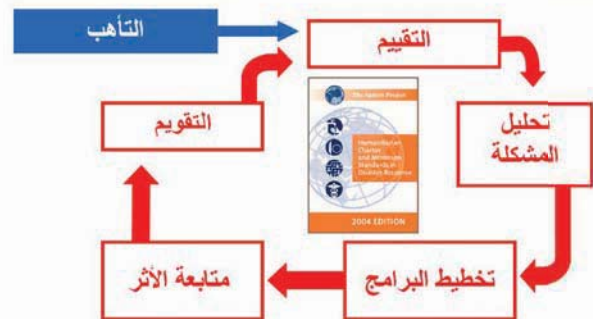 التأهب
التقييم
تحليل
المشكلة
تخطيط البرامج
متابعة الأثر
التقويم
The Sphere Project
Humanitarian
Charter
and Minimum
Standards in
Disaster Response
2004 EDITION